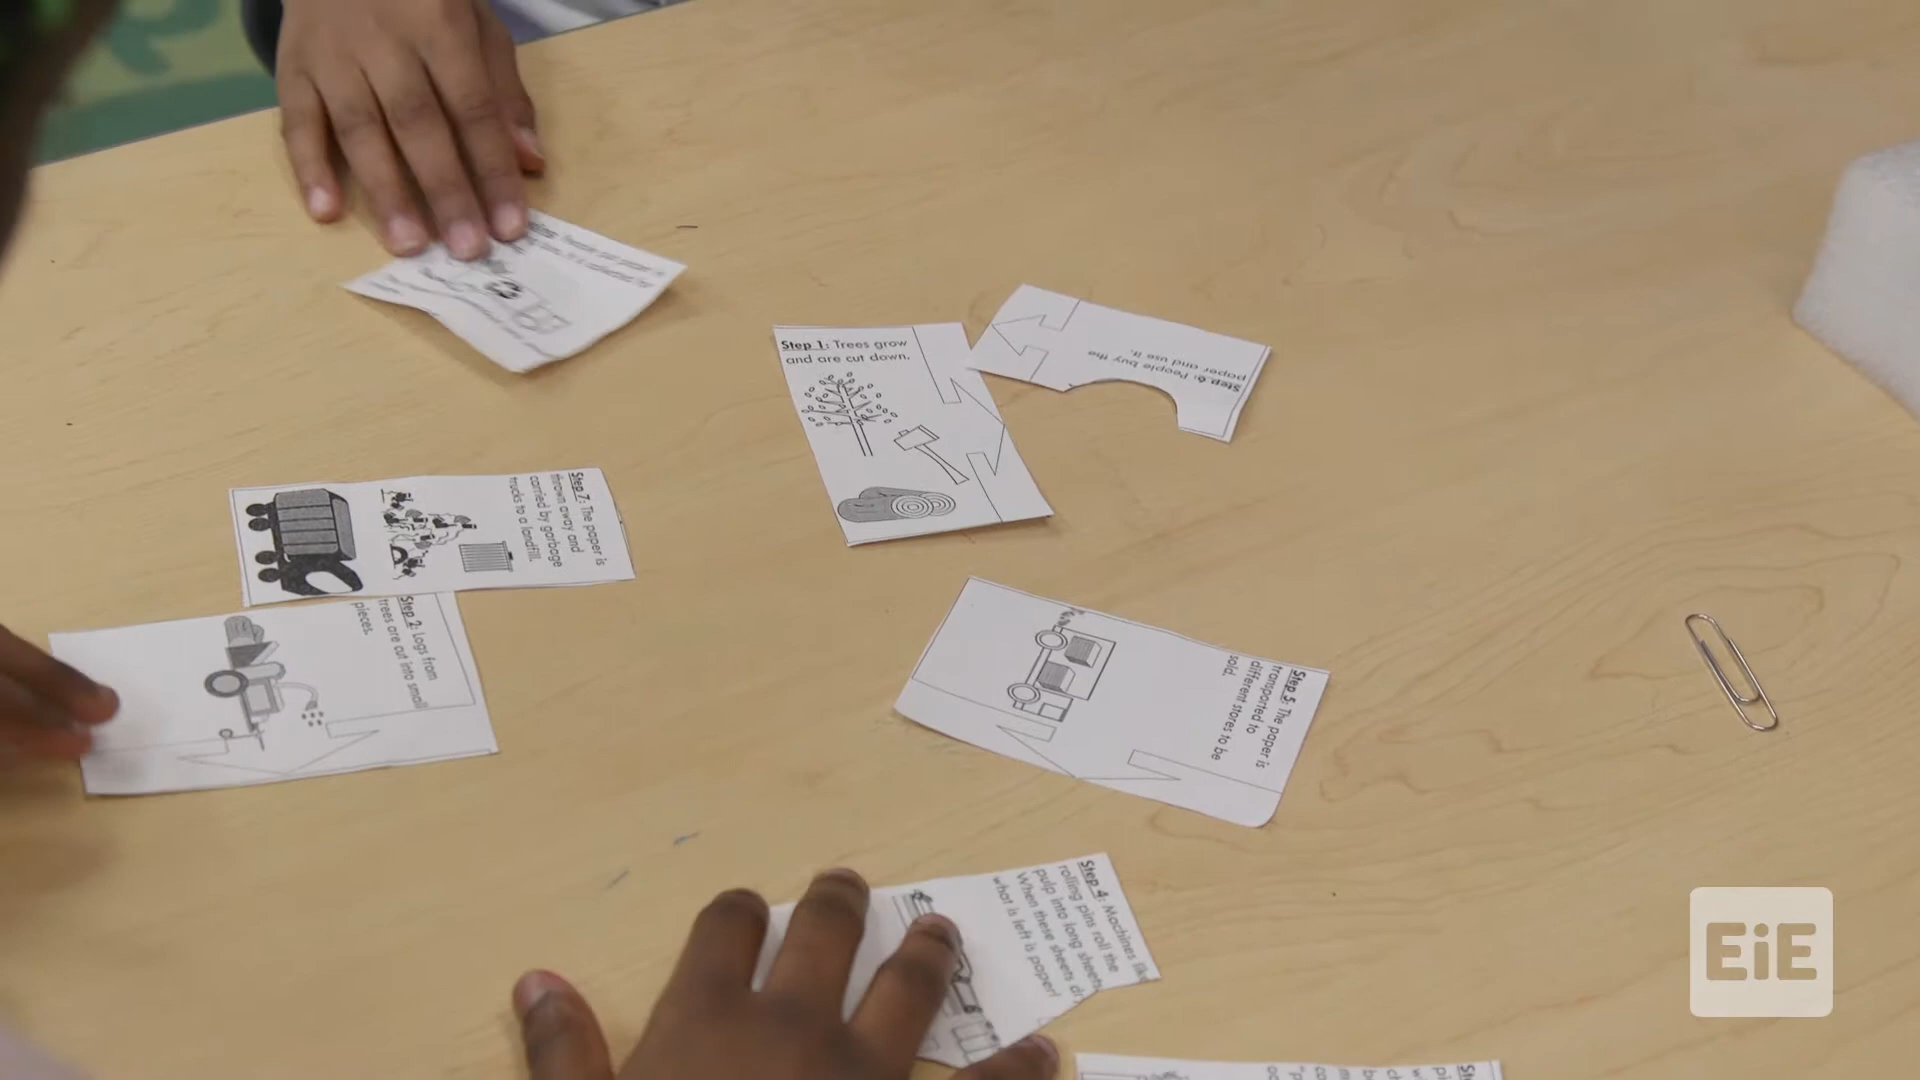 Step 1: Trees grow
and are cut down.
Step 6: People buy the
paper and use it.
Step 7: The paper is
thrown away and
carried by garbage
trucks to a landfill.
Step 2: Logs from
trees are cut into small
pieces.
Step 5: The paper is
transported to
different stores to be
sold.
Step 4: Machines lik
rolling pins roll the
pulp into long sheets
When these sheets dry
what is left is paper!
EiE